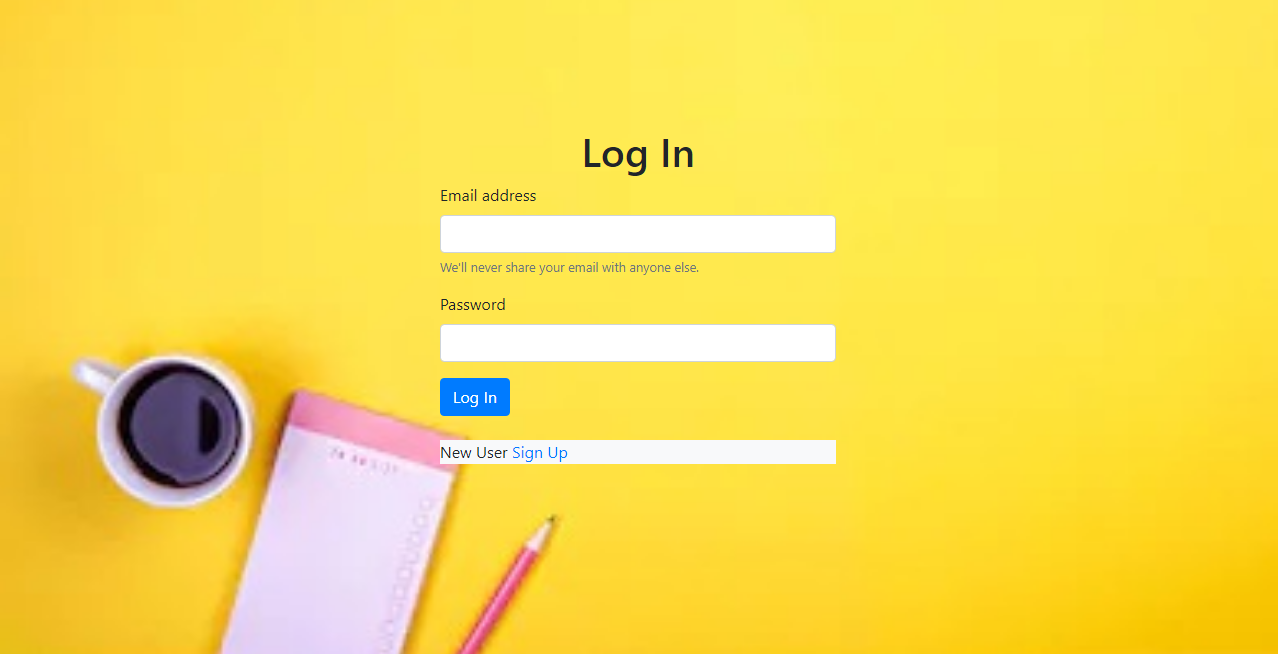 Log In
Email address
We'll never share your email with anyone else.
Password
Log In
New User Sign Up